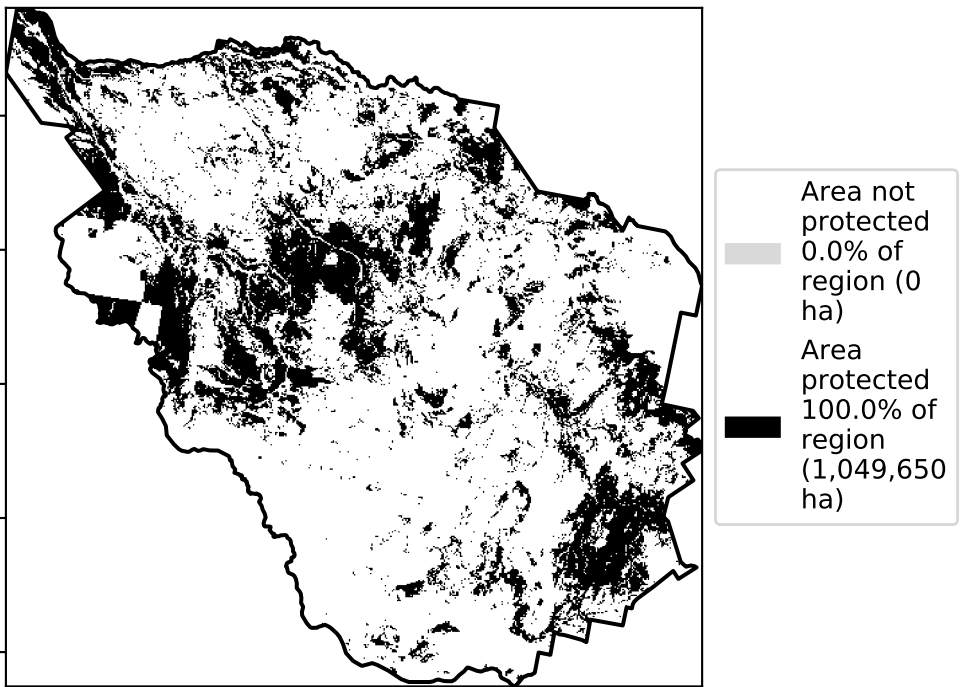 Area not
protected
0.0% of
region (0
ha)
Area
protected
100.0% of
region
(1,049,650
ha)